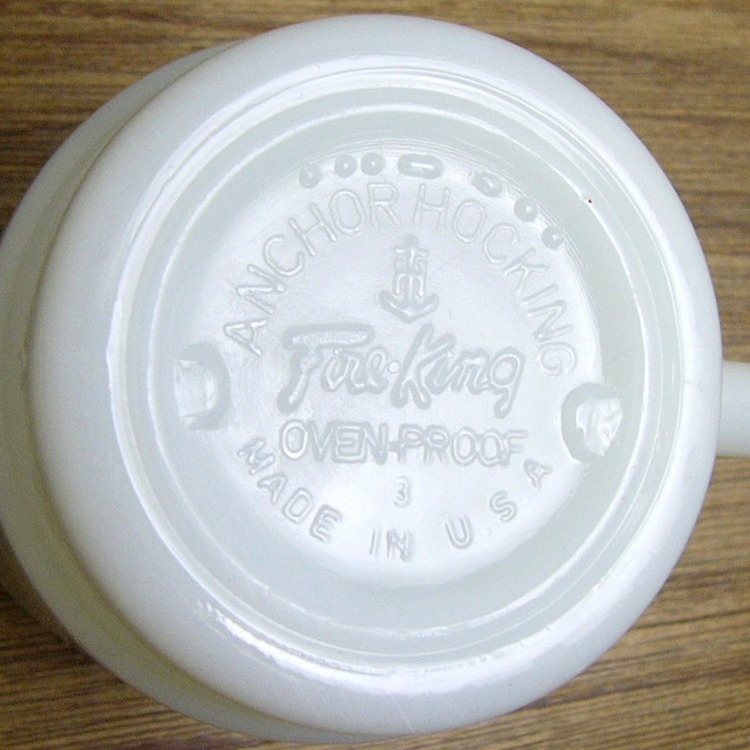 ANCHOR HOCKING
Fire-King
OVEN-PROOF
3
MADE IN U.S.A